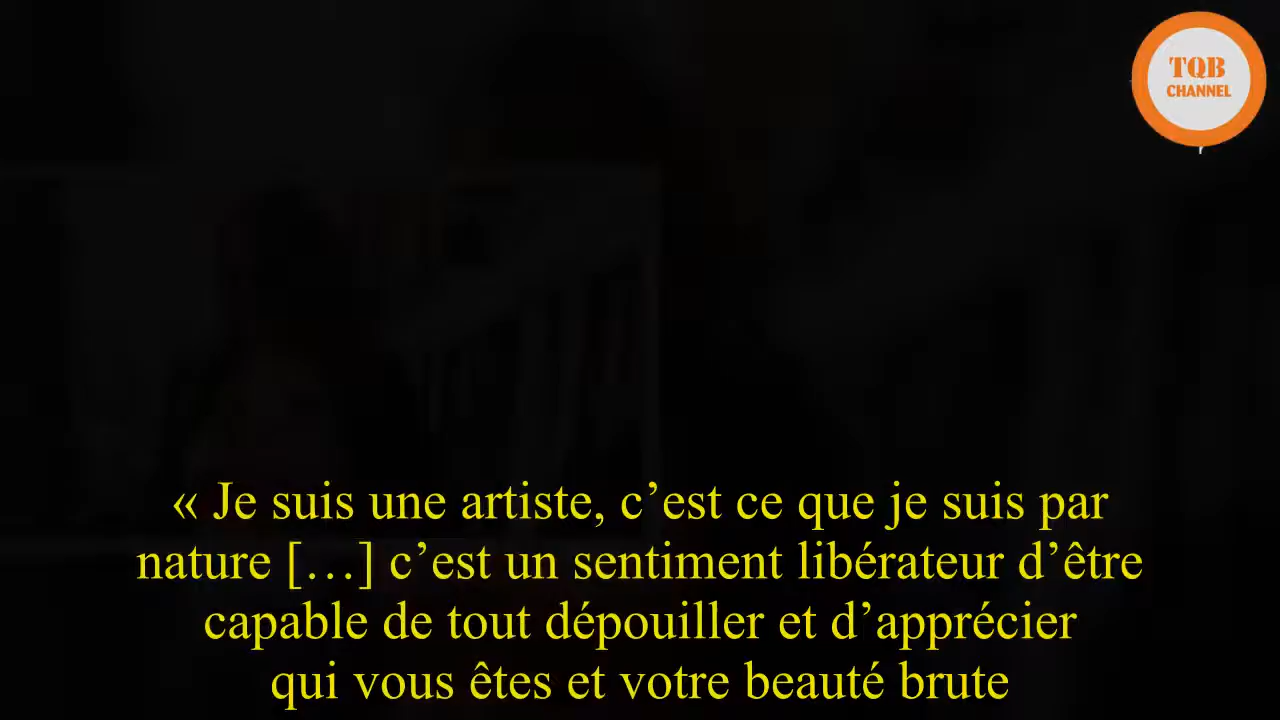 TQB
CHANNEL
« Je suis une artiste, c’est ce que je suis par
nature […] c’est un sentiment libérateur d’être
capable de tout dépouiller et d’apprécier
qui vous êtes et votre beauté brute